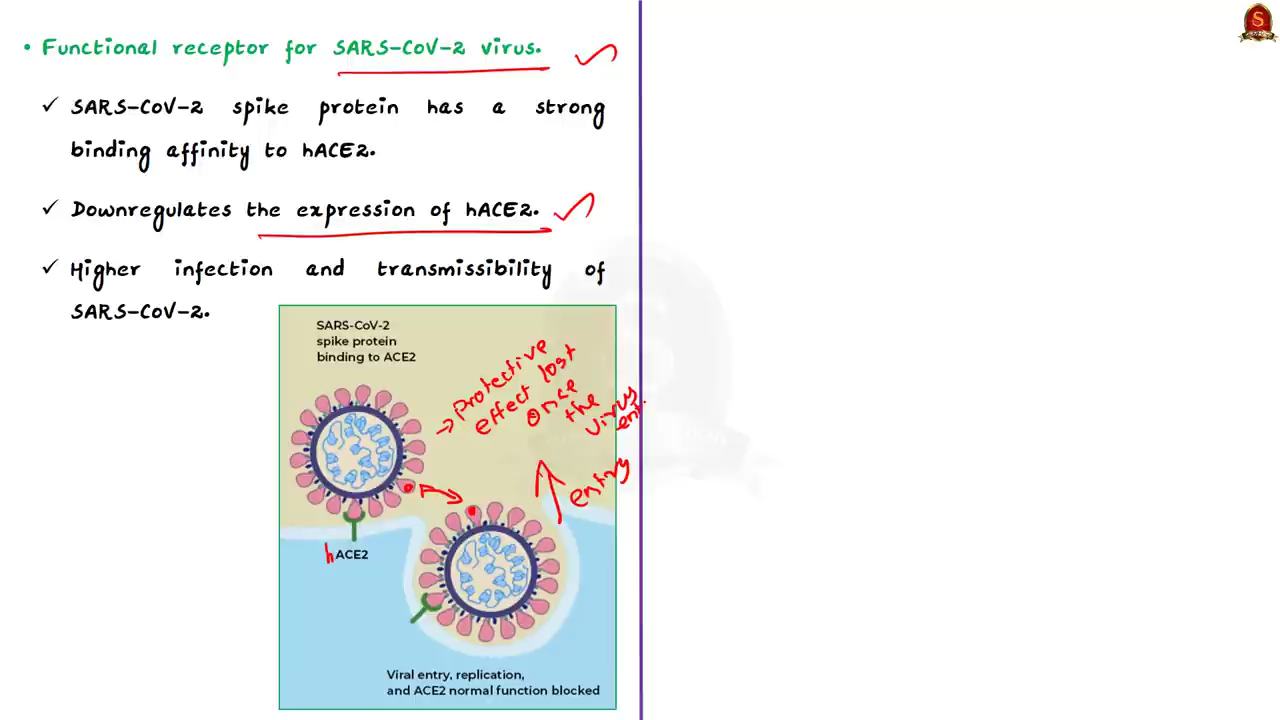 • Functional receptor for SARS-CoV-2 virus.
✓ SARS-CoV-2 spike protein has a strong
binding affinity to hACE2.
✓ Downregulates the expression of hACE2.
✓ Higher infection and transmissibility of
SARS-CoV-2.
SARS-CoV-2
spike protein
binding to ACE2
→ protective
effect lost
once
the
virus
ent.
entry
hACE2
Viral entry, replication,
and ACE2 normal function blocked
S